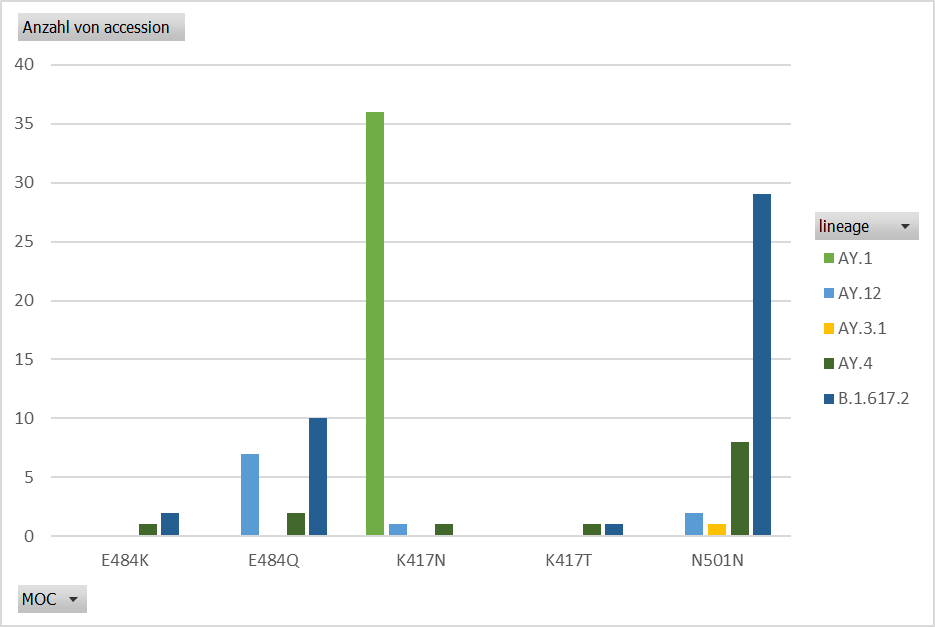 Anzahl von accession
40
35
30
25
20
15
10
5
0
E484K E484Q K417N K417T N501N
MOC
lineage
AY.1
AY.12
AY.3.1
AY.4
B.1.617.2